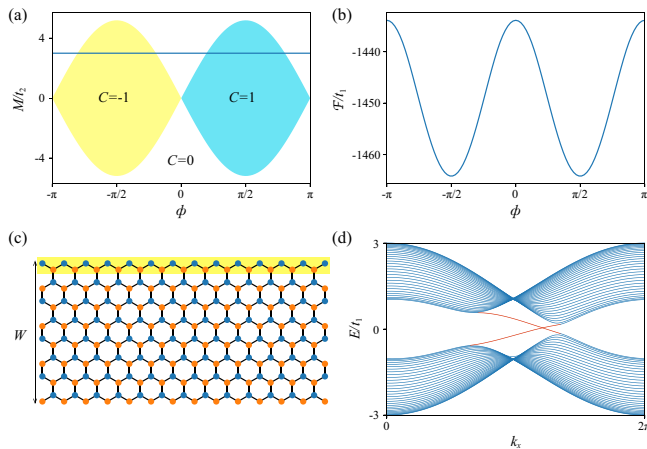 (a)
M/t₂
4
0
-4
C=-1
C=1
C=0
-π
-π/2
0
π/2
π
ϕ
(b)
ℱ/t₁
-1440
-1450
-1460
-π
-π/2
0
π/2
π
ϕ
(c)
W
(d)
E/t₁
3
0
-3
0
2π
kₓ